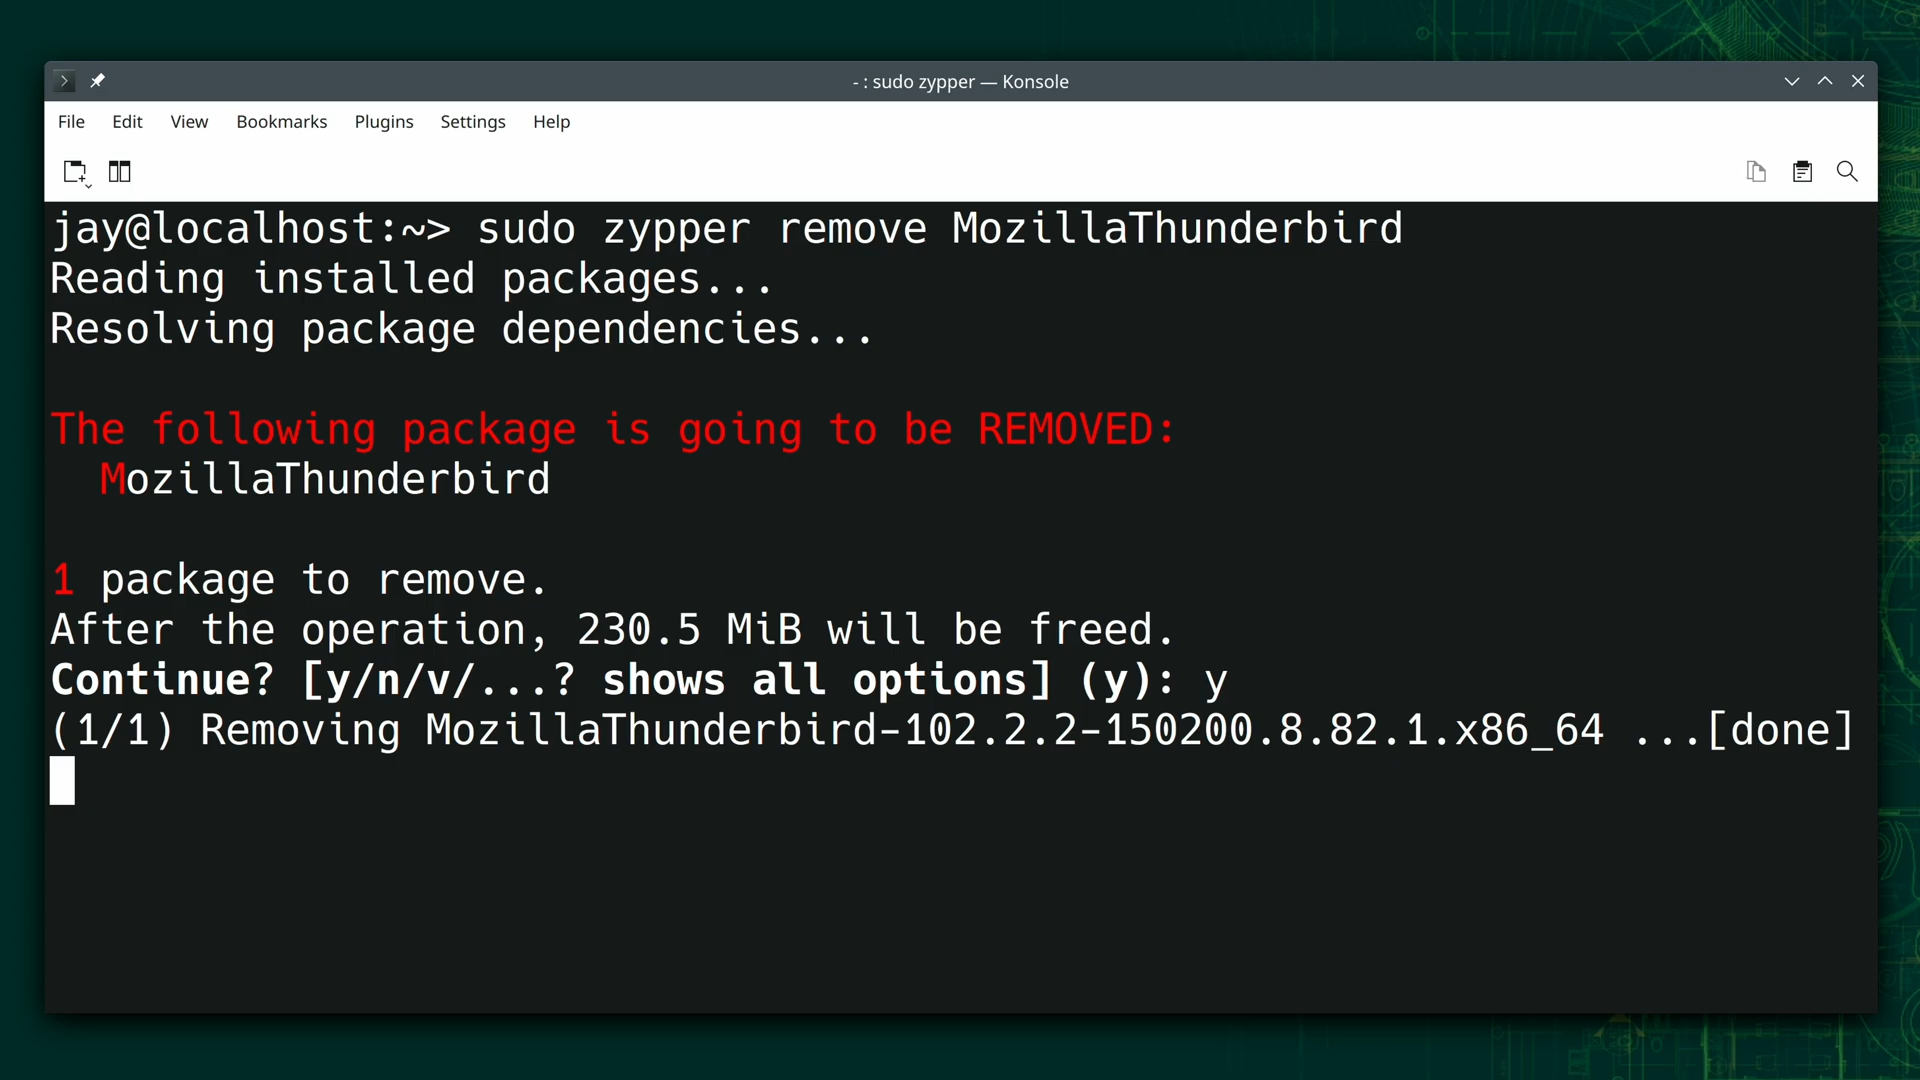 - : sudo zypper — Konsole
File Edit View Bookmarks Plugins Settings Help
jay@localhost:~> sudo zypper remove MozillaThunderbird
Reading installed packages...
Resolving package dependencies...
The following package is going to be REMOVED:
MozillaThunderbird
1 package to remove.
After the operation, 230.5 MiB will be freed.
Continue? [y/n/v/...? shows all options] (y): y
(1/1) Removing MozillaThunderbird-102.2.2-150200.8.82.1.x86_64 ...[done]